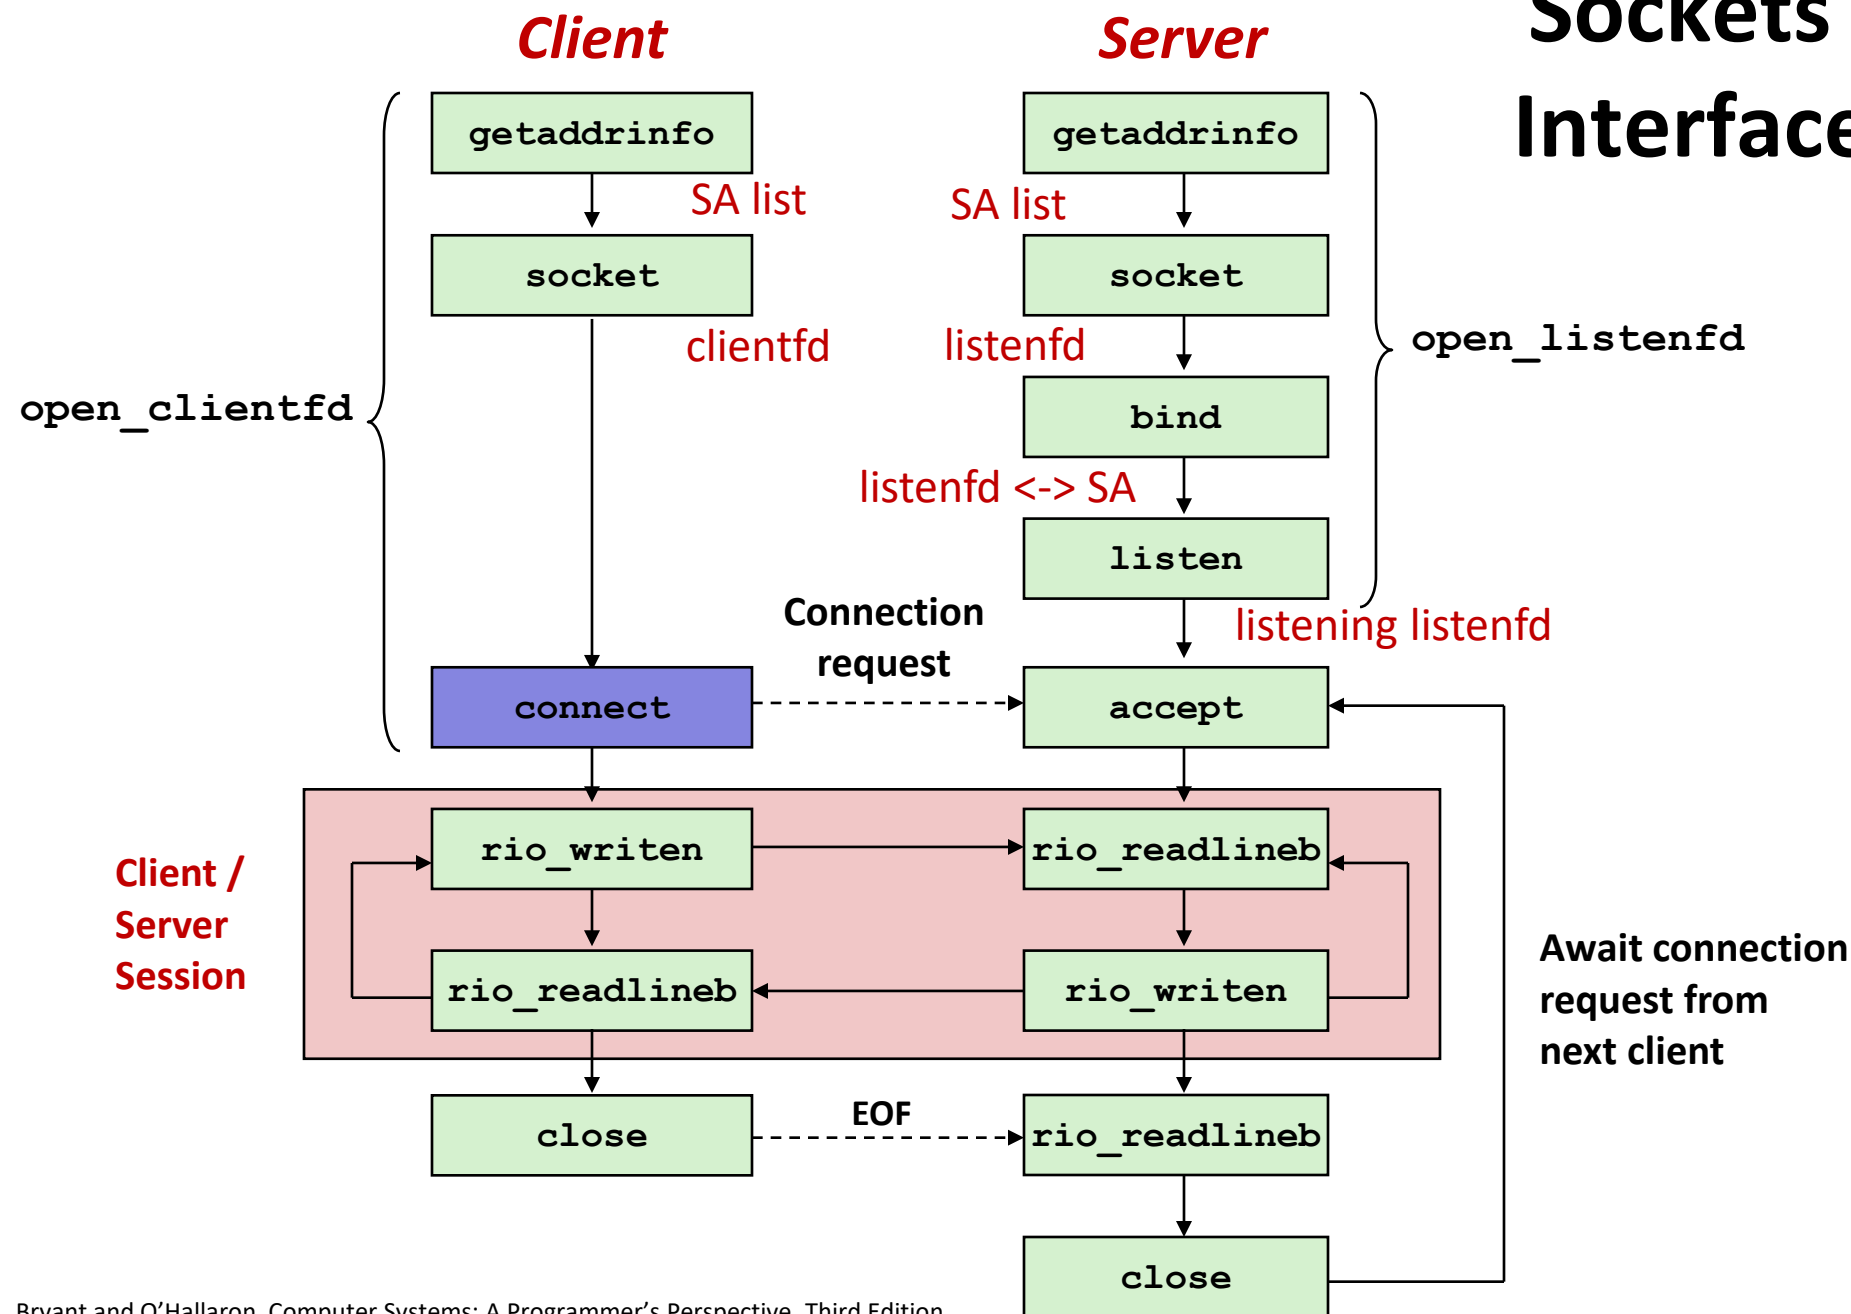 Sockets
Interface
Client
Server
getaddrinfo
getaddrinfo
SA list
SA list
socket
socket
clientfd
listenfd
open_listenfd
open_clientfd
bind
listenfd <-> SA
listen
Connection
request
listening listenfd
connect
accept
Client /
Server
Session
rio_writen
rio_readlineb
rio_readlineb
rio_writen
Await connection
request from
next client
close
EOF
rio_readlineb
close
Bryant and O'Hallaron, Computer Systems: A Programmer's Perspective, Third Edition